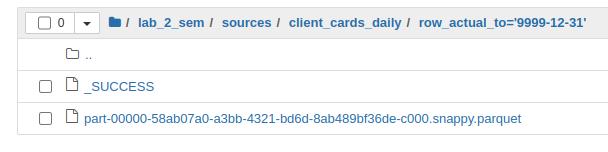 0 / lab_2_sem / sources / client_cards_daily / row_actual_to='9999-12-31'
..
_SUCCESS
part-00000-58ab07a0-a3bb-4321-bd6d-8ab489bf36de-c000.snappy.parquet